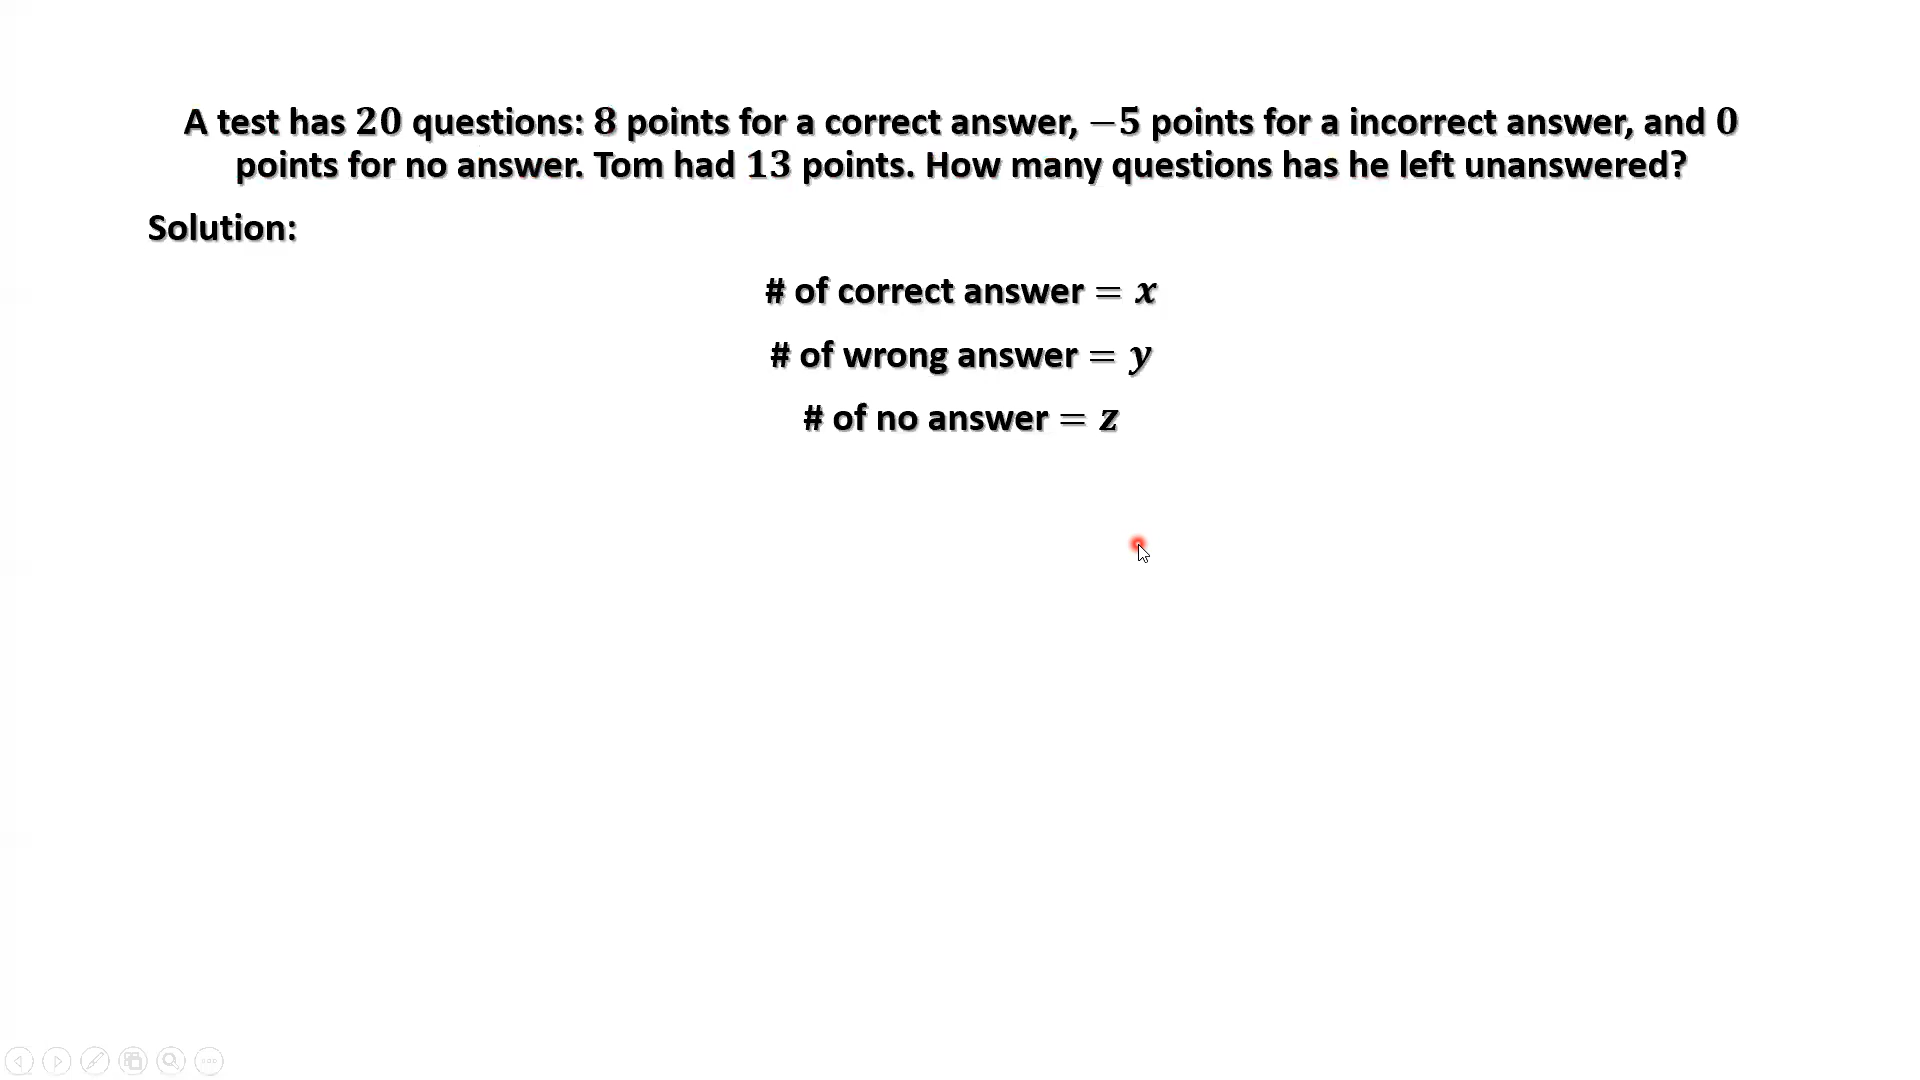 A test has 20 questions: 8 points for a correct answer, −5 points for a incorrect answer, and 0
points for no answer. Tom had 13 points. How many questions has he left unanswered?
Solution:
# of correct answer = x
# of wrong answer = y
# of no answer = z